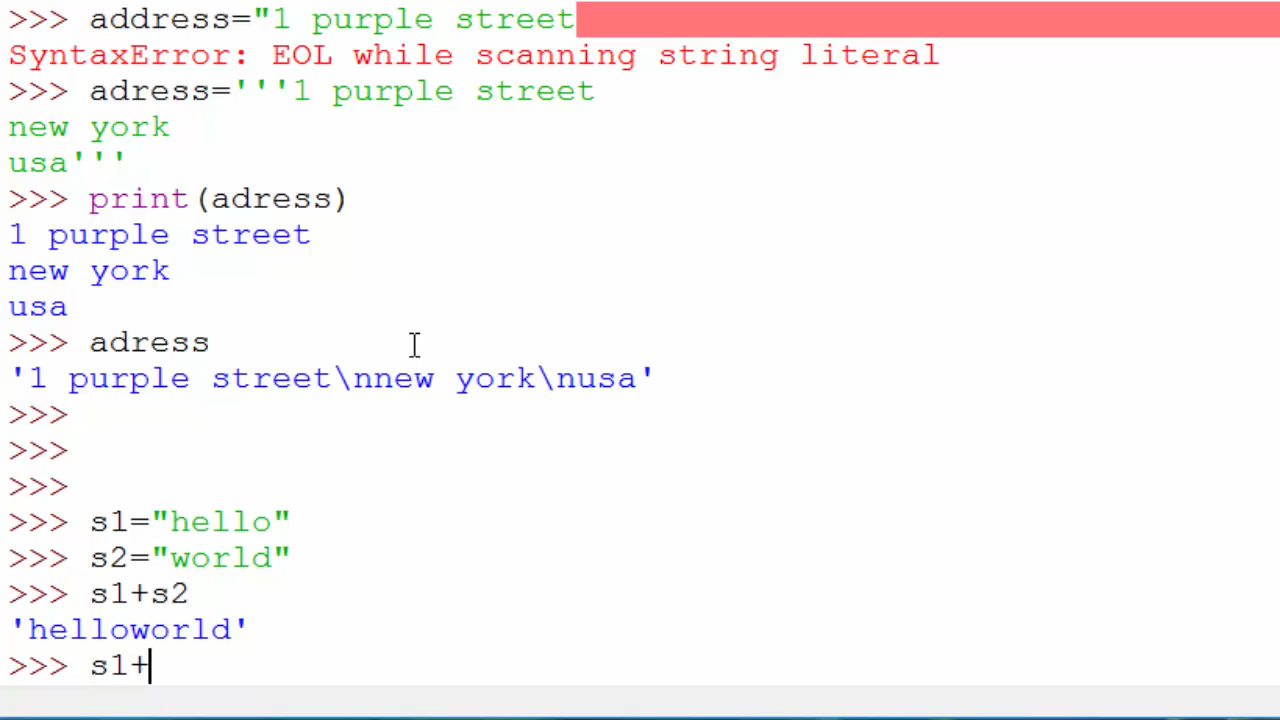 >>> address="1 purple street
SyntaxError: EOL while scanning string literal
>>> adress='''1 purple street
new york
usa'''
>>> print(adress)
1 purple street
new york
usa
>>> adress
'1 purple street\nnew york\nusa'
>>>
>>>
>>>
>>> s1="hello"
>>> s2="world"
>>> s1+s2
'helloworld'
>>> s1+